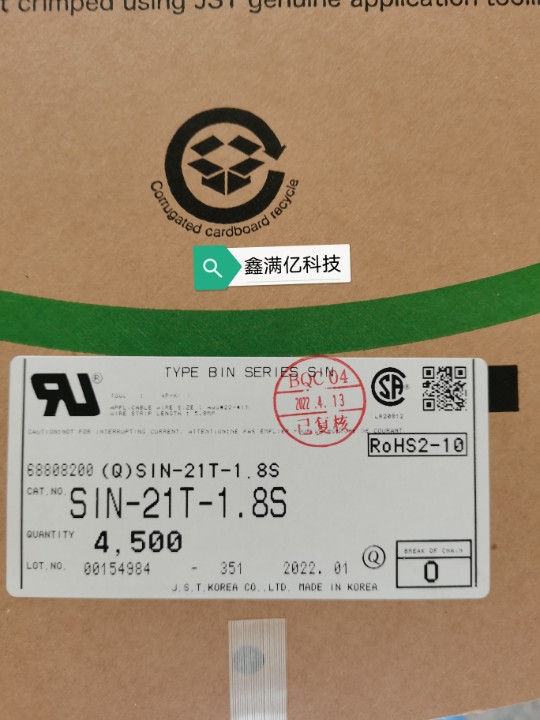 t crimped using JST genuine application toolin
Corrugated cardboard recycle
鑫满亿科技
TYPE BIN SERIES SIN
BQC 04
2022.4.13
已复核
LR20812
RoHS2-10
68808200 (Q)SIN-21T-1.8S
CAT.NO. SIN-21T-1.8S
QUANTITY 4,500
LOT.NO. 00154984 - 351 2022.01
Q
BREAK OF CHAIN
0
J.S.T.KOREA CO.,LTD. MADE IN KOREA